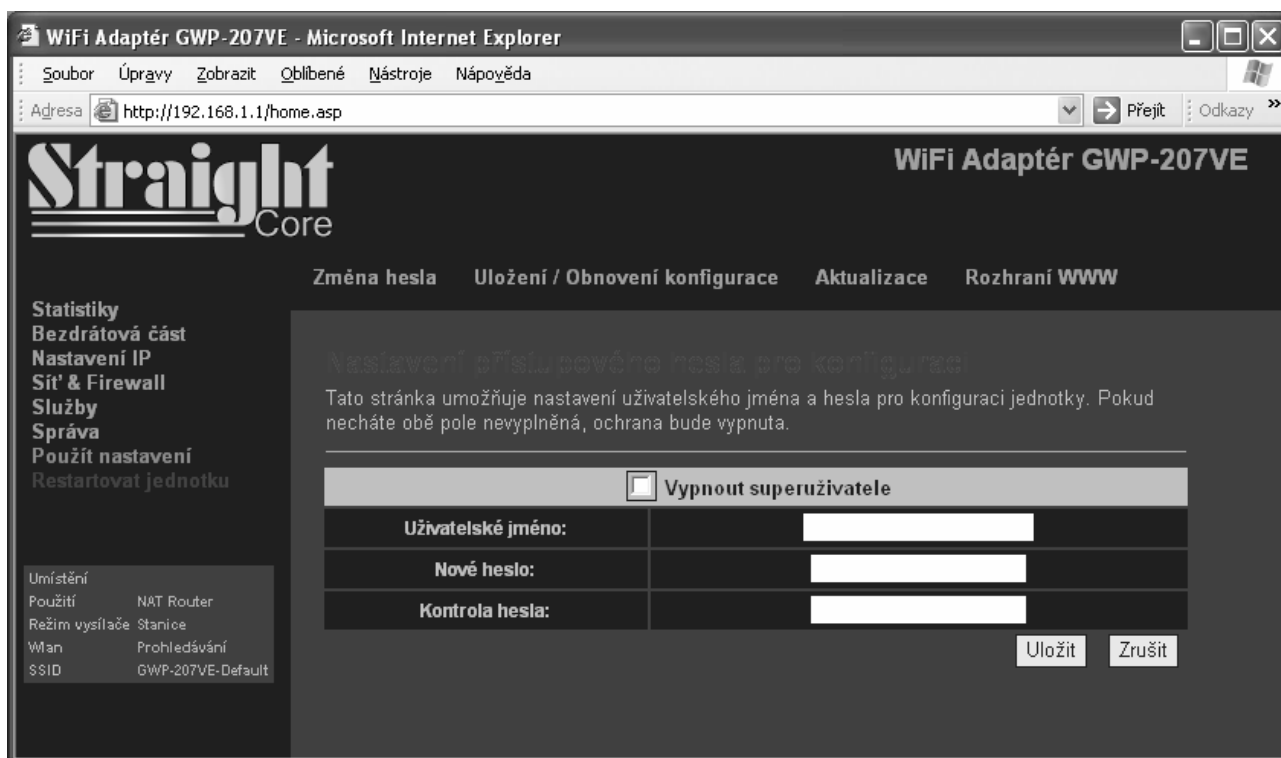 WiFi Adaptér GWP-207VE - Microsoft Internet Explorer
Soubor Úpravy Zobrazit Oblíbené Nástroje Nápověda
Adresa http://192.168.1.1/home.asp Přejít Odkazy »
Straight
Core
WiFi Adaptér GWP-207VE
Změna hesla Uložení / Obnovení konfigurace Aktualizace Rozhraní WWW
Statistiky
Bezdrátová část
Nastavení IP
Síť & Firewall
Služby
Správa
Použít nastavení
Restartovat jednotku
Nastavení přístupového hesla pro konfiguraci
Tato stránka umožňuje nastavení uživatelského jména a hesla pro konfiguraci jednotky. Pokud
necháte obě pole nevyplněná, ochrana bude vypnuta.
Vypnout superuživatele
Uživatelské jméno:
Nové heslo:
Kontrola hesla:
Uložit Zrušit
Umístění
Použití NAT Router
Režim vysílače Stanice
Wlan Prohledávání
SSID GWP-207VE-Default